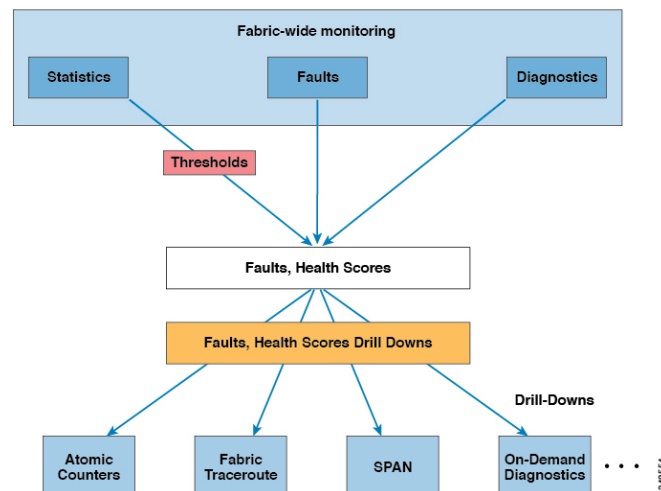 Fabric-wide monitoring
Statistics
Faults
Diagnostics
Thresholds
Faults, Health Scores
Faults, Health Scores Drill Downs
Drill-Downs
Atomic
Counters
Fabric
Traceroute
SPAN
On-Demand
Diagnostics
• • •